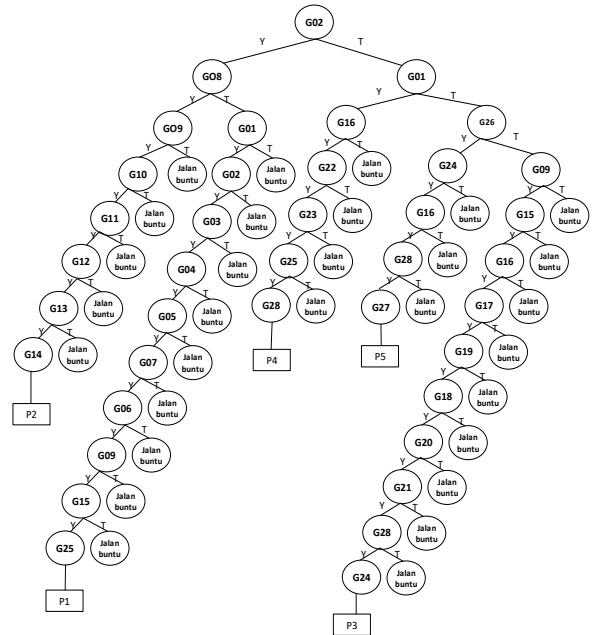 G02
Y
T
GO8
G01
Y
T
Y
T
GO9
G01
G16
G26
Y
T
Y
T
Y
T
Y
T
G10
Jalan
buntu
G02
Jalan
buntu
G22
Jalan
buntu
G24
G09
Y
T
Y
T
Y
T
Y
T
Y
T
G11
Jalan
buntu
G03
Jalan
buntu
G23
Jalan
buntu
G16
Jalan
buntu
G15
Jalan
buntu
Y
T
Y
T
Y
T
Y
T
Y
T
G12
Jalan
buntu
G04
Jalan
buntu
G25
Jalan
buntu
G28
Jalan
buntu
G16
Jalan
buntu
Y
T
Y
T
Y
T
Y
T
Y
T
G13
Jalan
buntu
G05
Jalan
buntu
G28
Jalan
buntu
G27
Jalan
buntu
G17
Jalan
buntu
Y
T
Y
T
Y
T
G14
Jalan
buntu
G07
Jalan
buntu
P4
P5
G19
Jalan
buntu
Y
T
Y
T
P2
G06
Jalan
buntu
G18
Jalan
buntu
Y
T
Y
T
G09
Jalan
buntu
G20
Jalan
buntu
Y
T
Y
T
G15
Jalan
buntu
G21
Jalan
buntu
Y
T
Y
T
G25
Jalan
buntu
G28
Jalan
buntu
Y
T
P1
G24
Jalan
buntu
P3